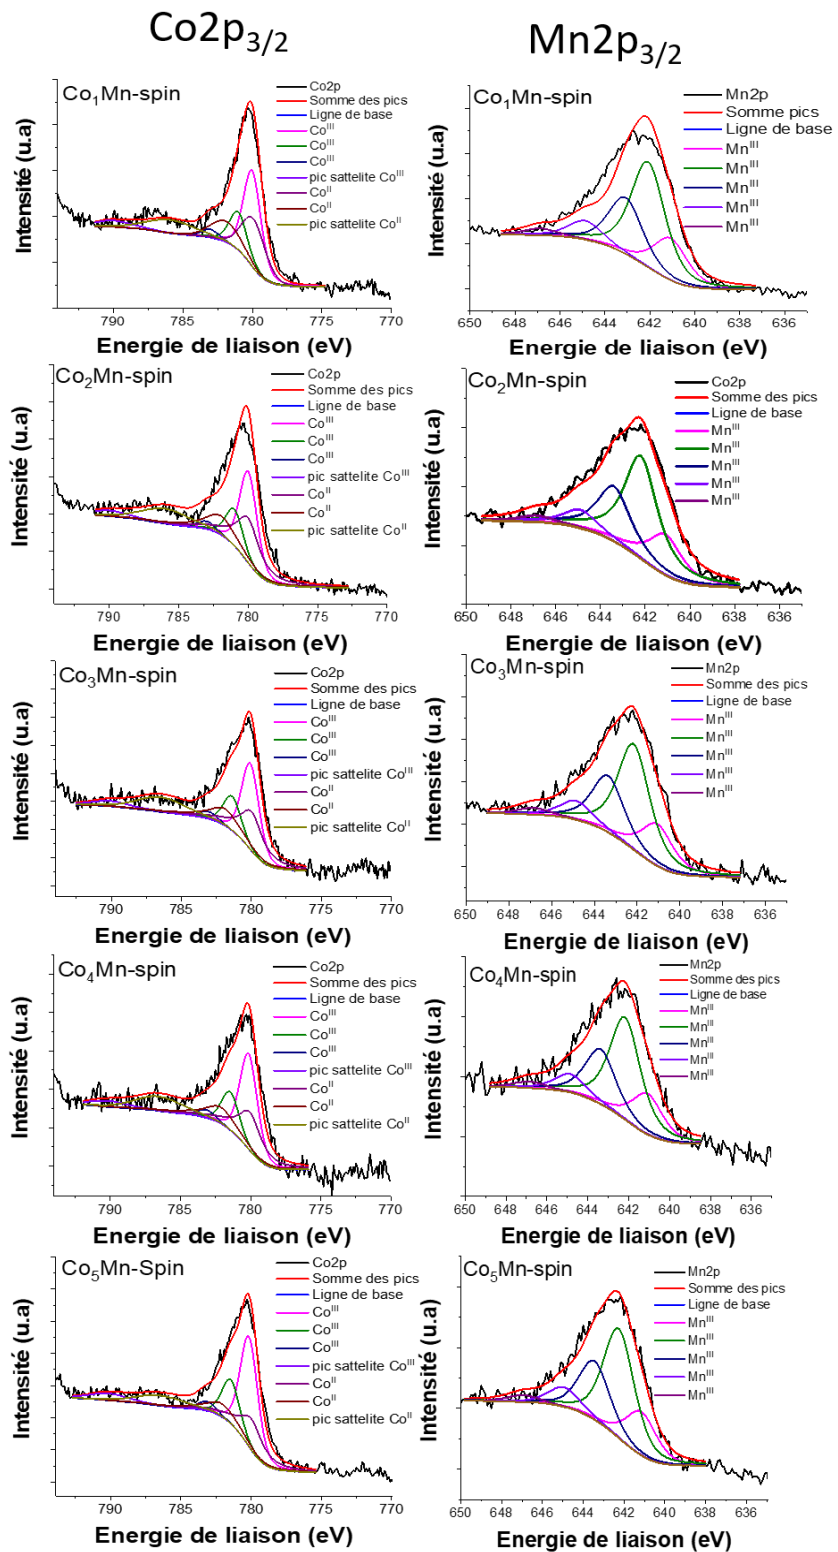 Co2p3/2
Mn2p3/2
Co1Mn-spin
Co2p
Somme des pics
Ligne de base
CoIII
CoIII
CoIII
pic sattelite CoIII
CoII
CoII
pic sattelite CoII
Intensité (u.a)
790 785 780 775 770
Energie de liaison (eV)
Co1Mn-spin
Mn2p
Somme pics
Ligne de base
MnIII
MnIII
MnIII
MnIII
MnIII
Intensité (u.a)
650 648 646 644 642 640 638 636
Energie de liaison (eV)
Co2Mn-spin
Co2p
Somme des pics
Ligne de base
CoIII
CoIII
CoIII
pic sattelite CoIII
CoII
CoII
pic sattelite CoII
Intensité (u.a)
790 785 780 775 770
Energie de liaison (eV)
Co2Mn-spin
Co2p
Somme des pics
Ligne de base
MnIII
MnIII
MnIII
MnIII
MnIII
Intensité (u.a)
650 648 646 644 642 640 638 636
Energie de liaison (eV)
Co3Mn-spin
Co2p
Somme des pics
Ligne de base
CoIII
CoIII
CoIII
pic sattelite CoIII
CoII
CoII
pic sattelite CoII
Intensité (u.a)
790 785 780 775 770
Energie de liaison (eV)
Co3Mn-spin
Mn2p
Somme des pics
Ligne de base
MnIII
MnIII
MnIII
MnIII
MnIII
Intensité (u.a)
650 648 646 644 642 640 638 636
Energie de liaison (eV)
Co4Mn-spin
Co2p
Somme des pics
Ligne de base
CoIII
CoIII
CoIII
pic sattelite CoIII
CoII
CoII
pic sattelite CoII
Intensité (u.a)
790 785 780 775 770
Energie de liaison (eV)
Co4Mn-spin
Mn2p
Somme des pics
Ligne de base
MnIII
MnIII
MnIII
MnIII
MnIII
Intensité (u.a)
650 648 646 644 642 640 638 636
Energie de liaison (eV)
Co5Mn-Spin
Co2p
Somme des pics
Ligne de base
CoIII
CoIII
CoIII
pic sattelite CoIII
CoII
CoII
pic sattelite CoII
Intensité (u.a)
790 785 780 775 770
Energie de liaison (eV)
Co5Mn-spin
Mn2p
Somme des pics
Ligne de base
MnIII
MnIII
MnIII
MnIII
MnIII
Intensité (u.a)
650 648 646 644 642 640 638 636
Energie de liaison (eV)